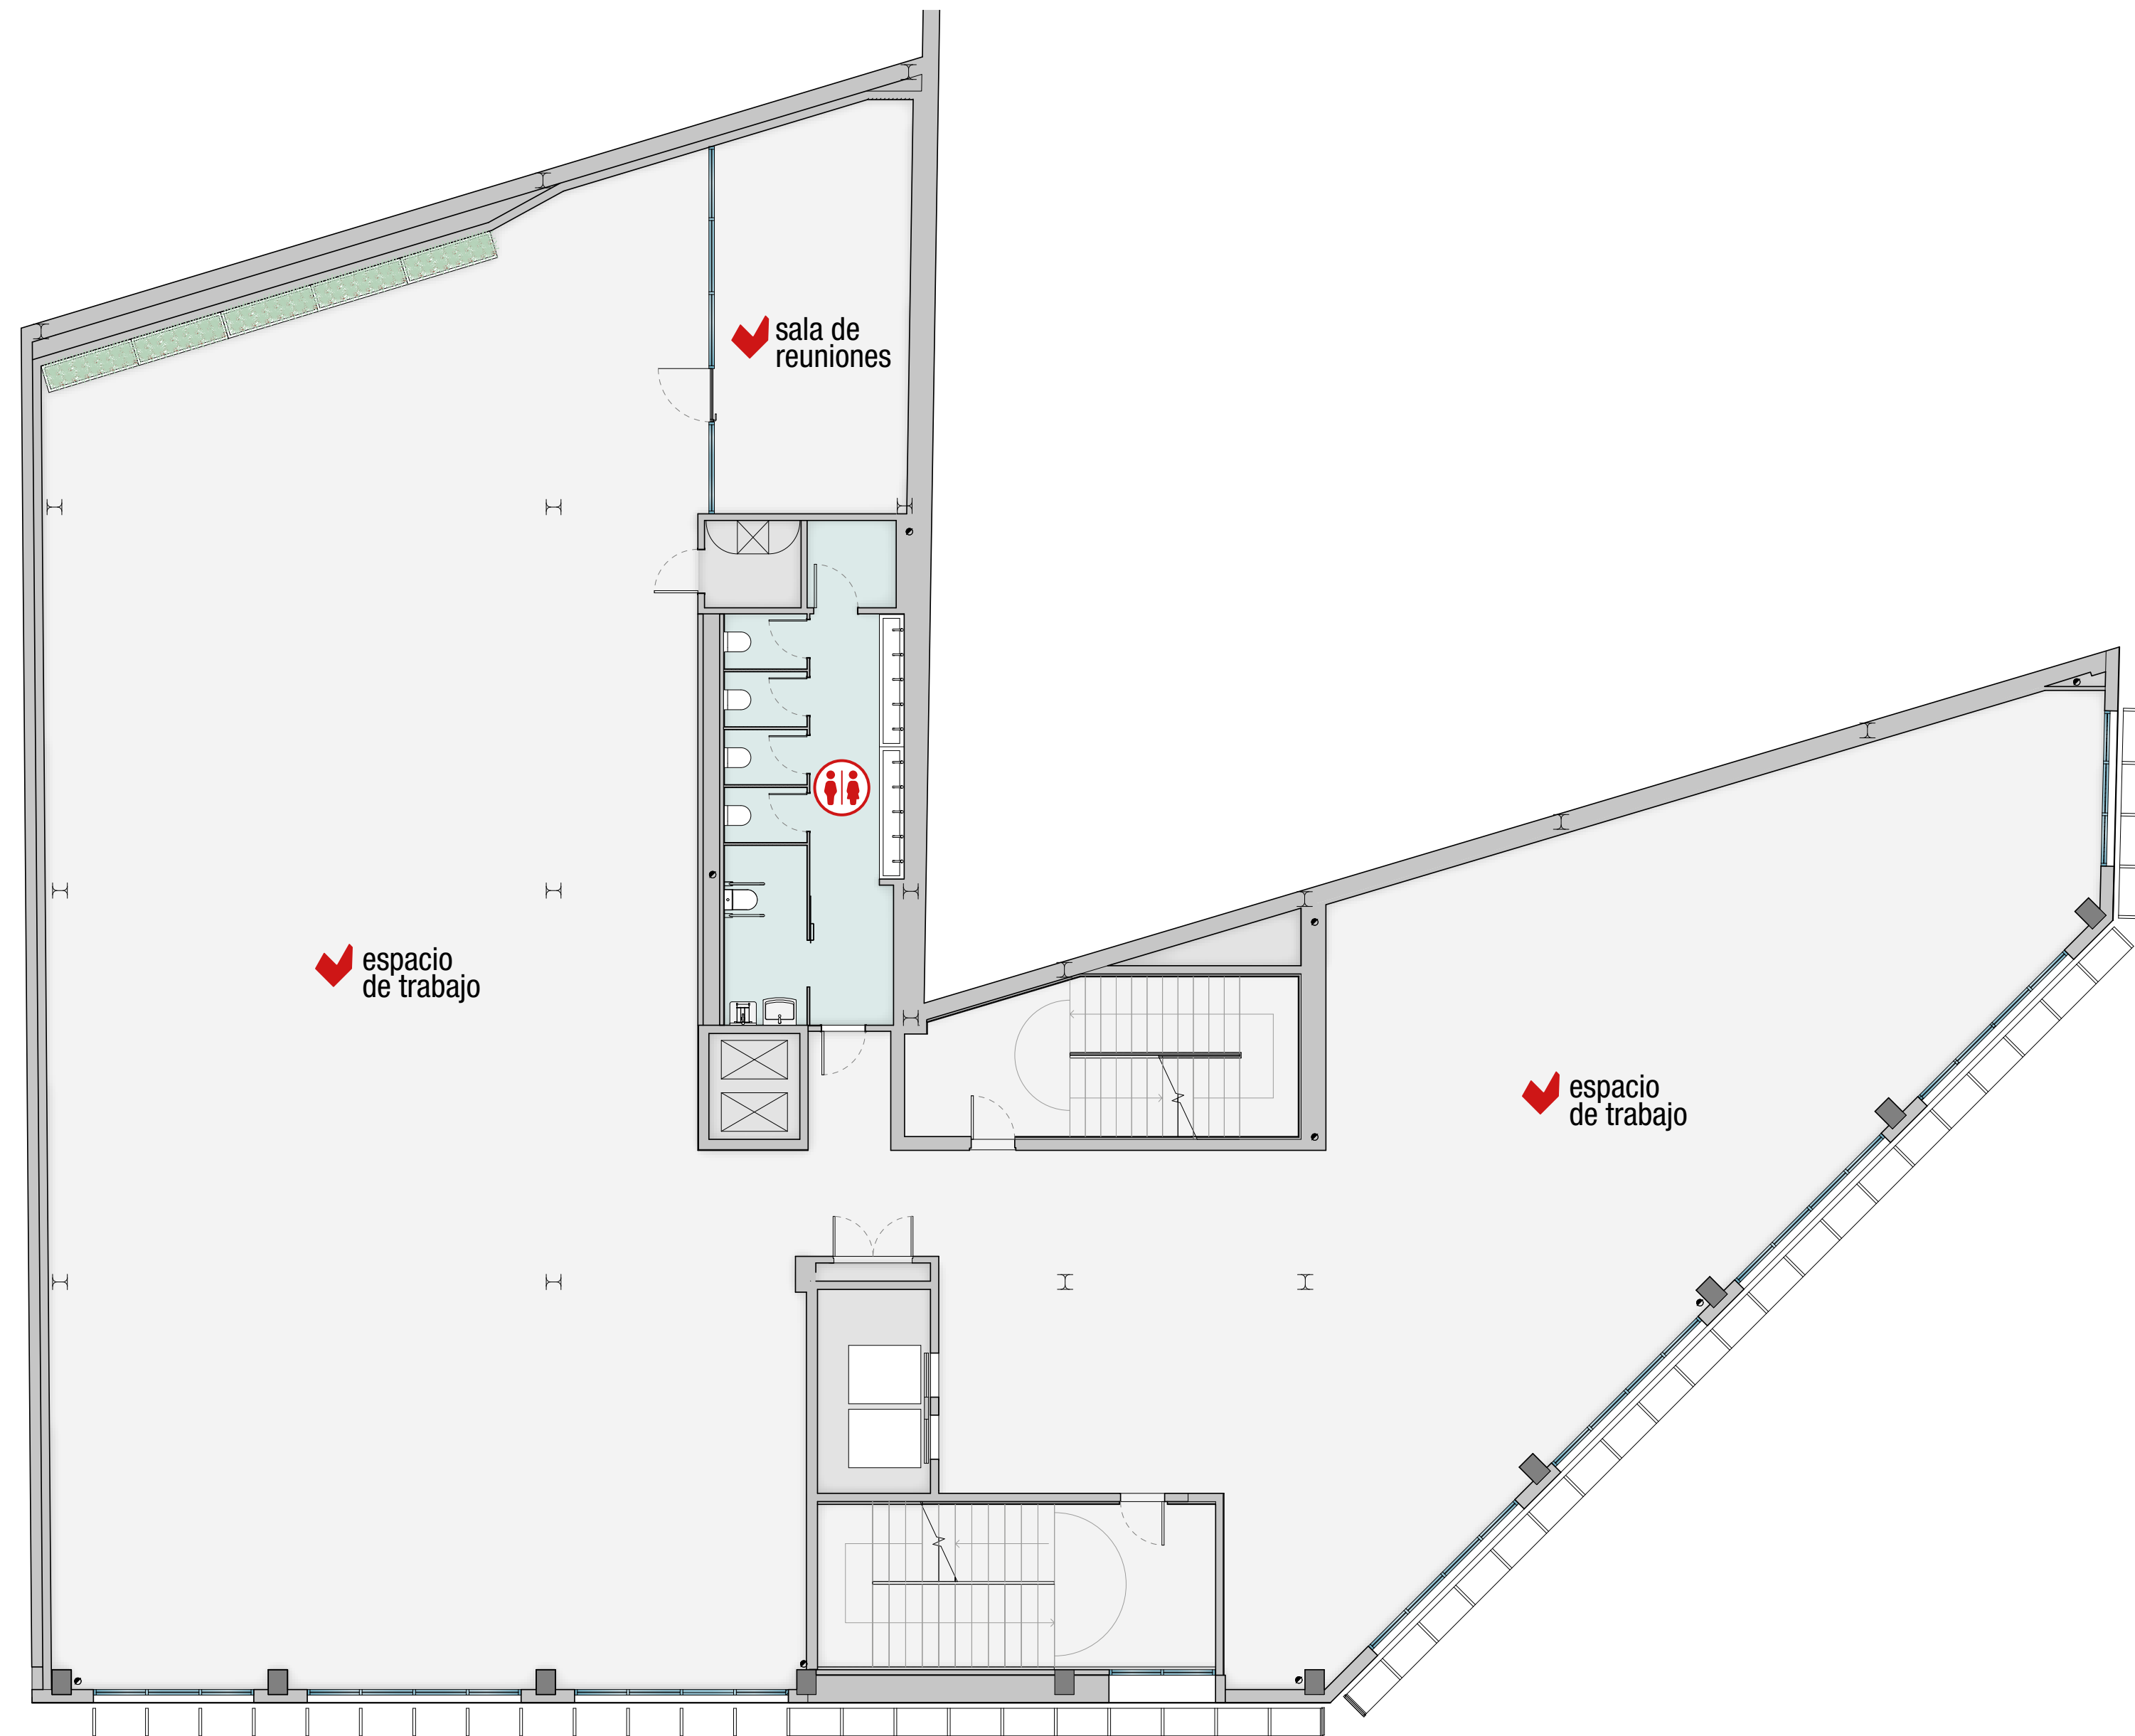 sala de
reuniones
espacio
de trabajo
espacio
de trabajo